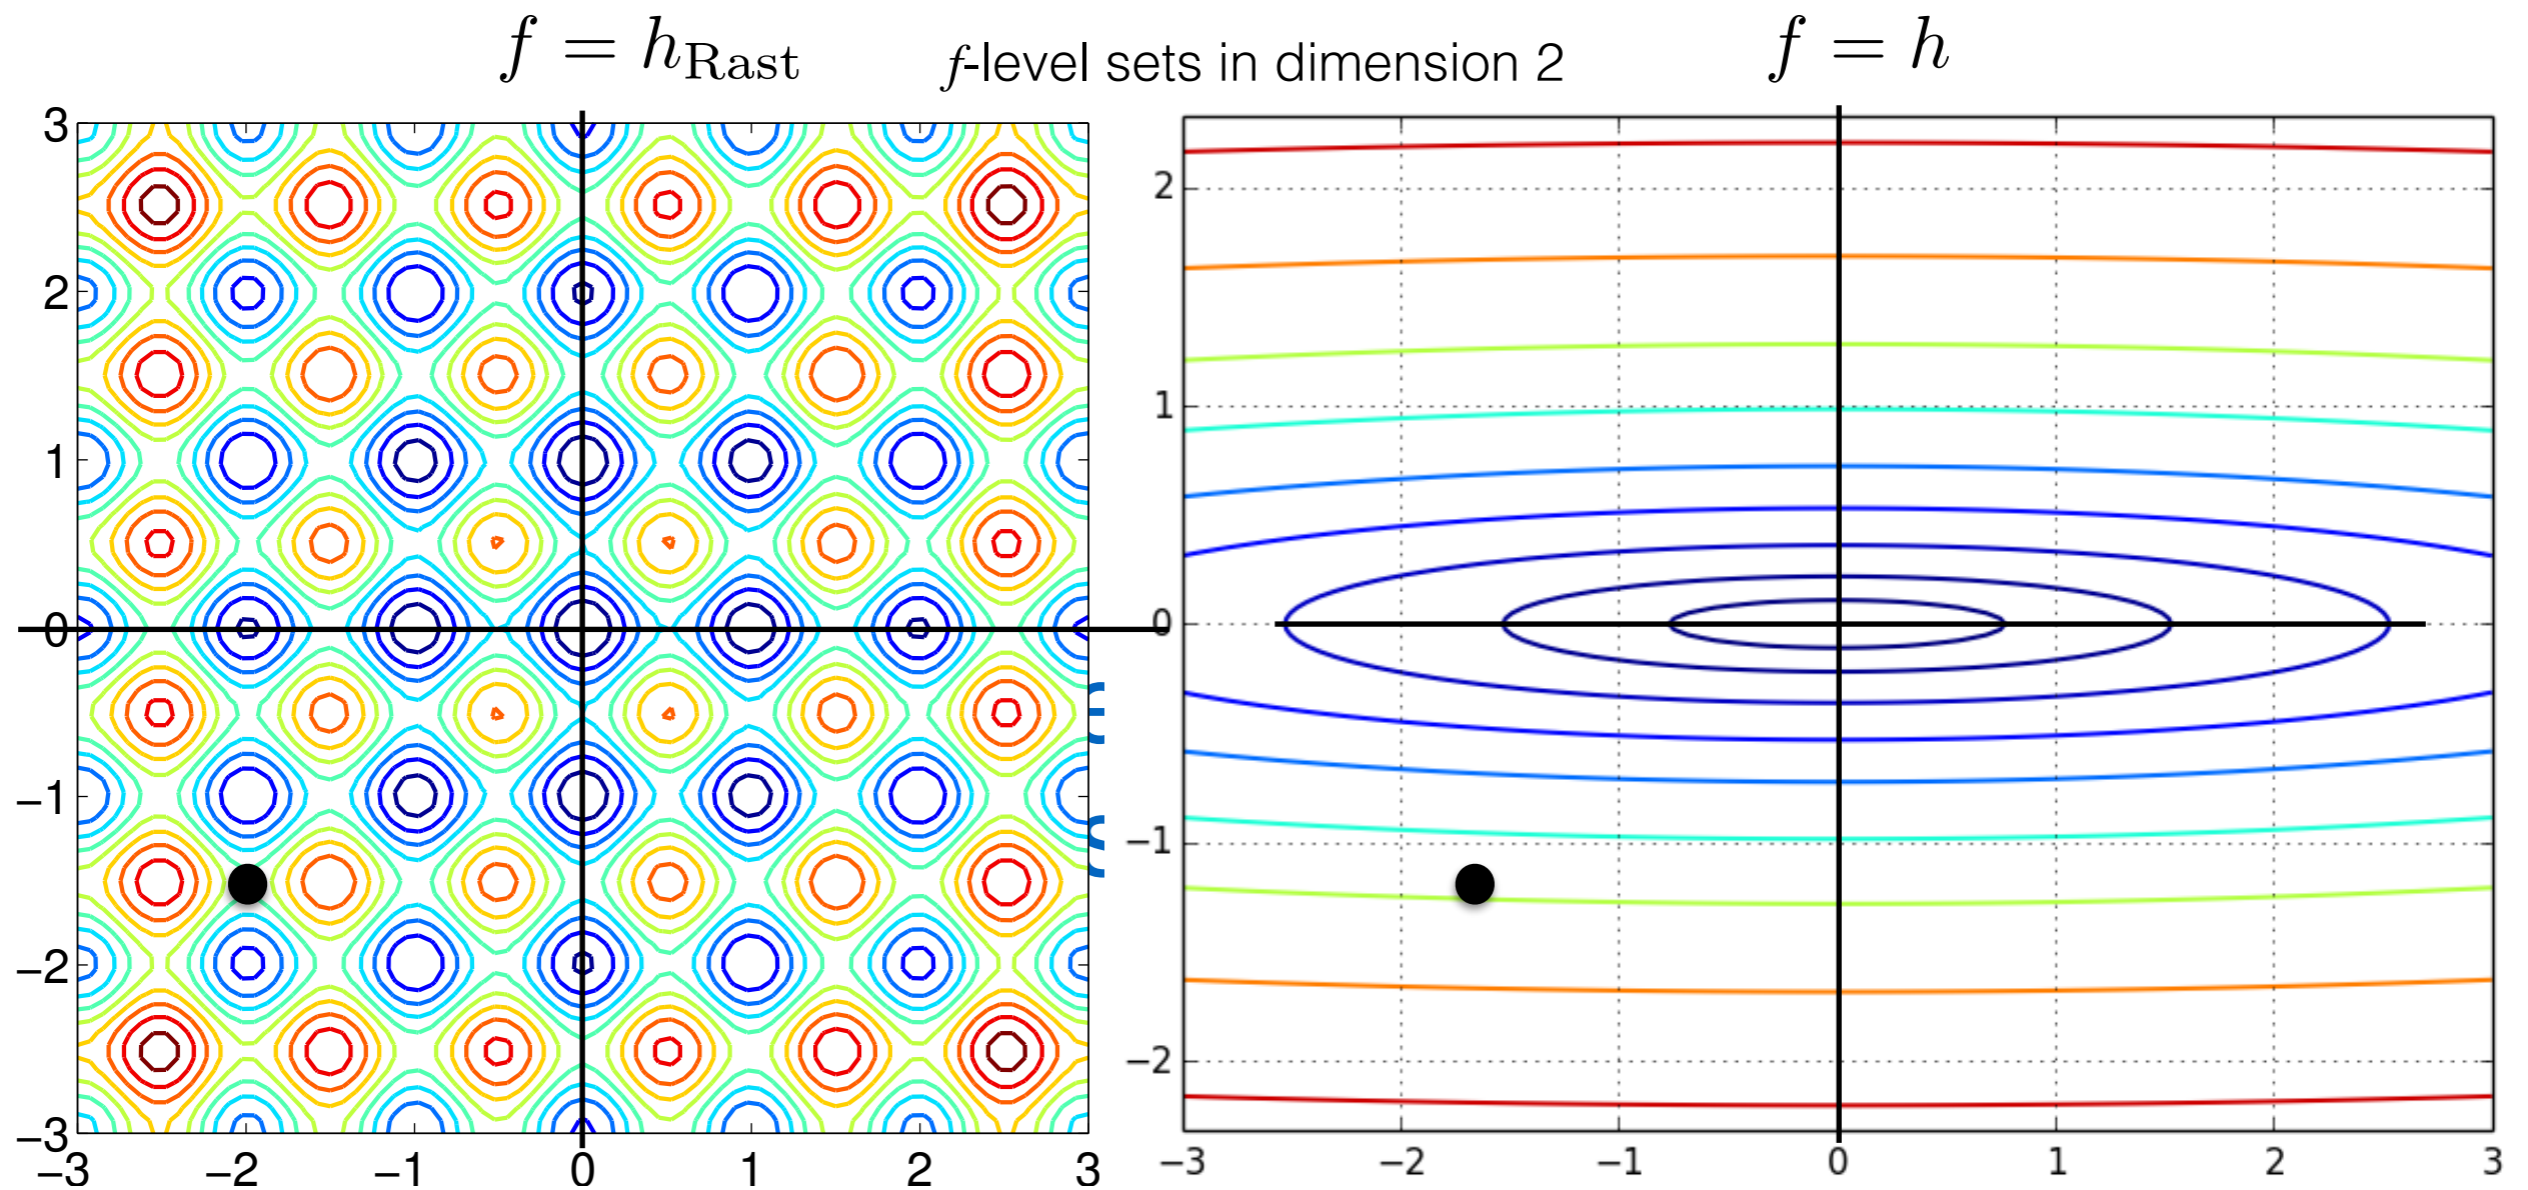 f = h_Rast
f-level sets in dimension 2
f = h
3
2
1
0
−1
−2
−3
−3 −2 −1 0 1 2 3
2
1
0
−1
−2
−3 −2 −1 0 1 2 3